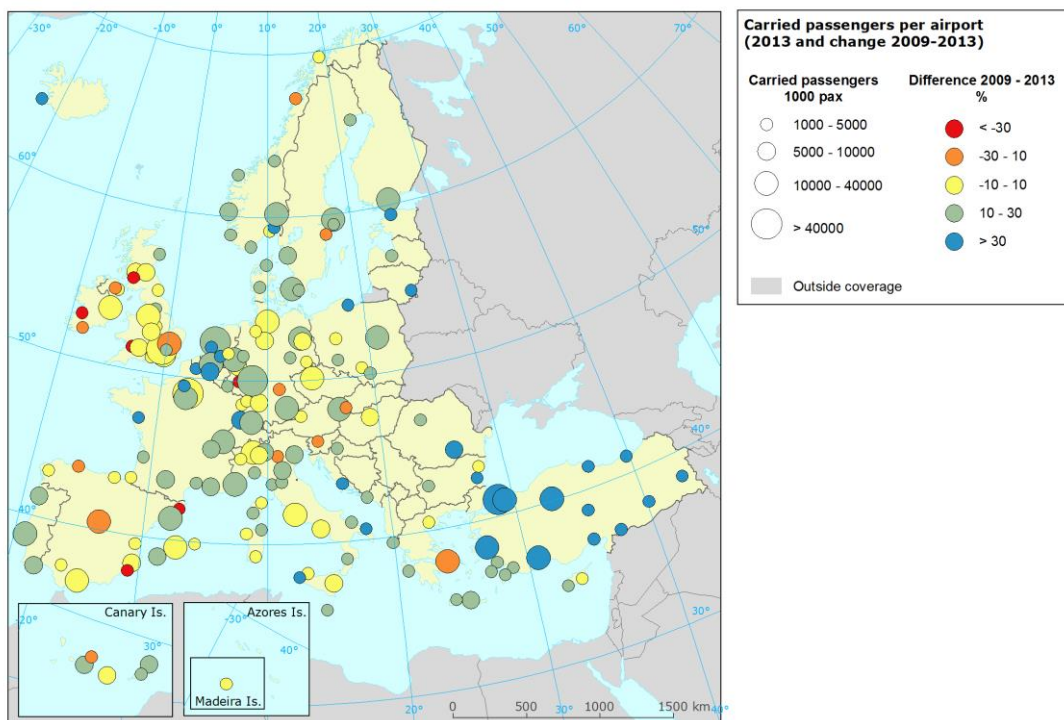 -30° -20° -10° 0° 10° 20° 30° 40° 50° 60° 70°
60°
50°
40°
60°
50°
40°
30°
Canary Is.
30°
-20°
Azores Is.
-30°
40°
Madeira Is.
10° 20° 30° 40°
0 500 1000 1500 km
Carried passengers per airport
(2013 and change 2009-2013)
Carried passengers
1000 pax
1000 - 5000
5000 - 10000
10000 - 40000
> 40000
Difference 2009 - 2013
%
< -30
-30 - 10
-10 - 10
10 - 30
> 30
Outside coverage